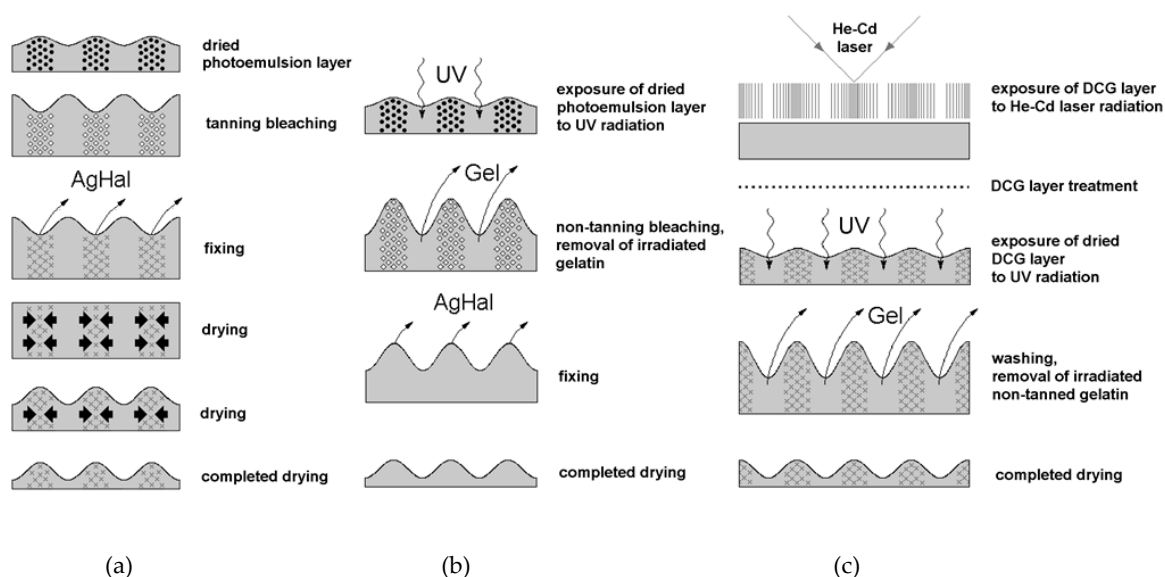 dried
photoemulsion layer
tanning bleaching
AgHal
fixing
drying
drying
completed drying
(a)
UV
exposure of dried
photoemulsion layer
to UV radiation
Gel
non-tanning bleaching,
removal of irradiated
gelatin
AgHal
fixing
completed drying
(b)
He-Cd
laser
exposure of DCG layer
to He-Cd laser radiation
DCG layer treatment
UV
exposure of dried
DCG layer
to UV radiation
Gel
washing,
removal of irradiated
non-tanned gelatin
completed drying
(c)